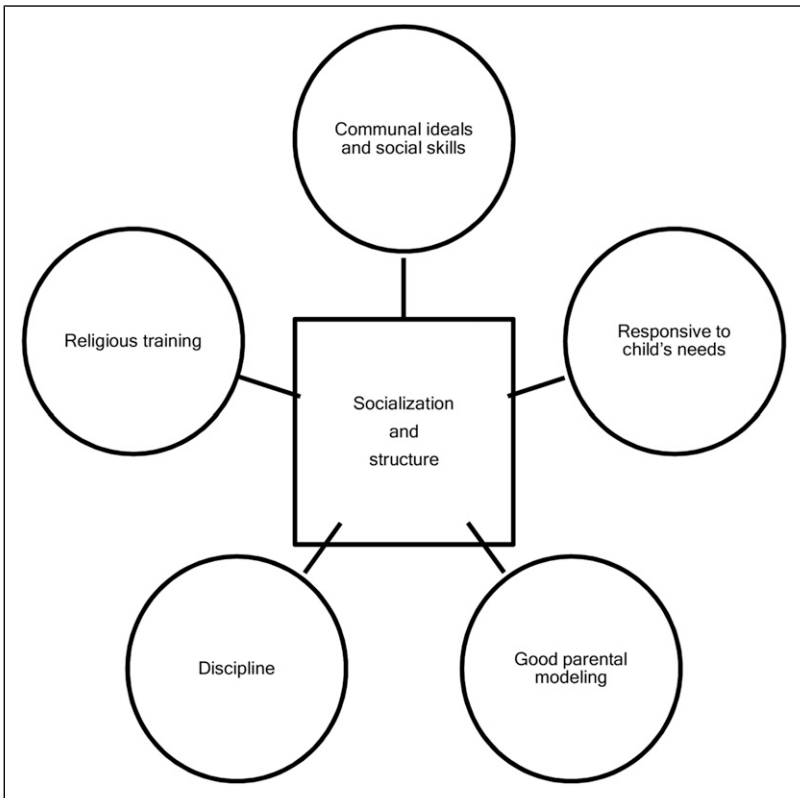 Communal ideals
and social skills
Religious training
Responsive to
child's needs
Socialization
and
structure
Discipline
Good parental
modeling